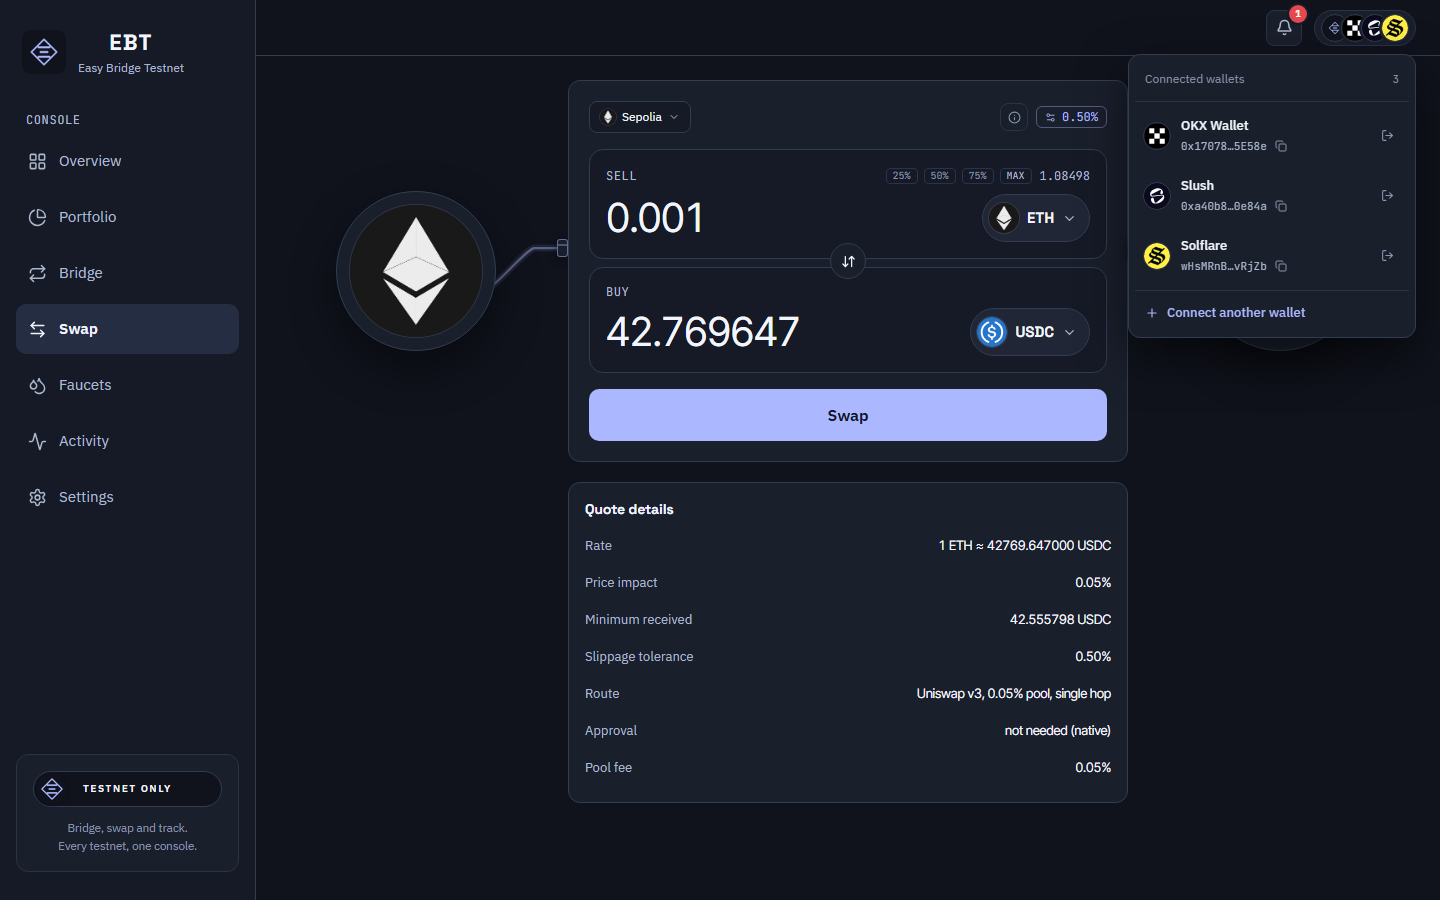 EBT
Easy Bridge Testnet
CONSOLE
Overview
Portfolio
Bridge
Swap
Faucets
Activity
Settings
TESTNET ONLY
Bridge, swap and track.
Every testnet, one console.
1
Sepolia
0.50%
SELL
25% 50% 75% MAX 1.08498
0.001
ETH
BUY
42.769647
USDC
Swap
Quote details
Rate 1 ETH ≈ 42769.647000 USDC
Price impact 0.05%
Minimum received 42.555798 USDC
Slippage tolerance 0.50%
Route Uniswap v3, 0.05% pool, single hop
Approval not needed (native)
Pool fee 0.05%
Connected wallets 3
OKX Wallet
0x17078…5E58e
Slush
0xa40b8…0e84a
Solflare
wHsMRnB…vRjZb
Connect another wallet